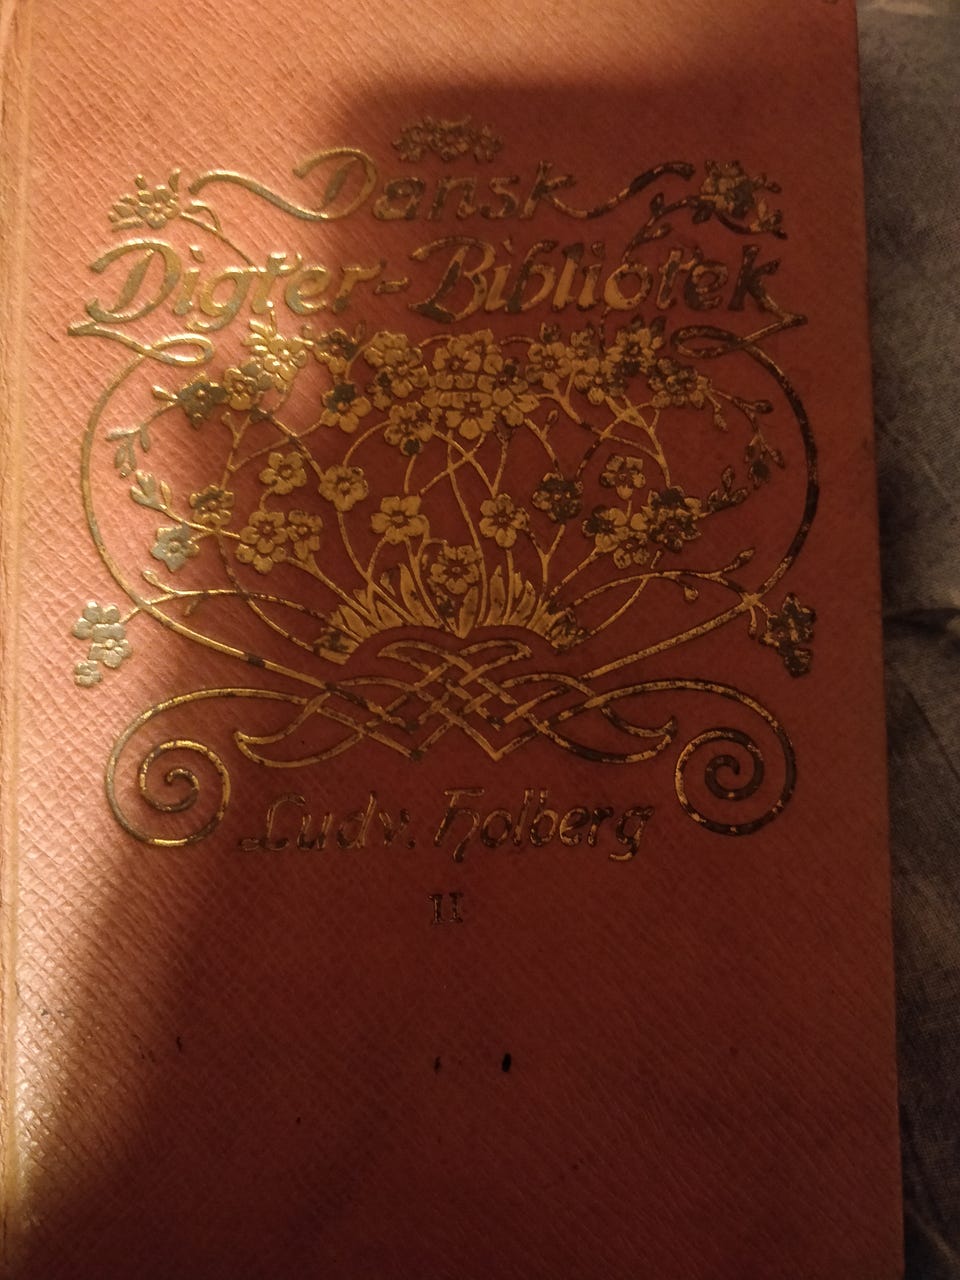 Dansk
Digter-Bibliotek
Ludv. Holberg
II